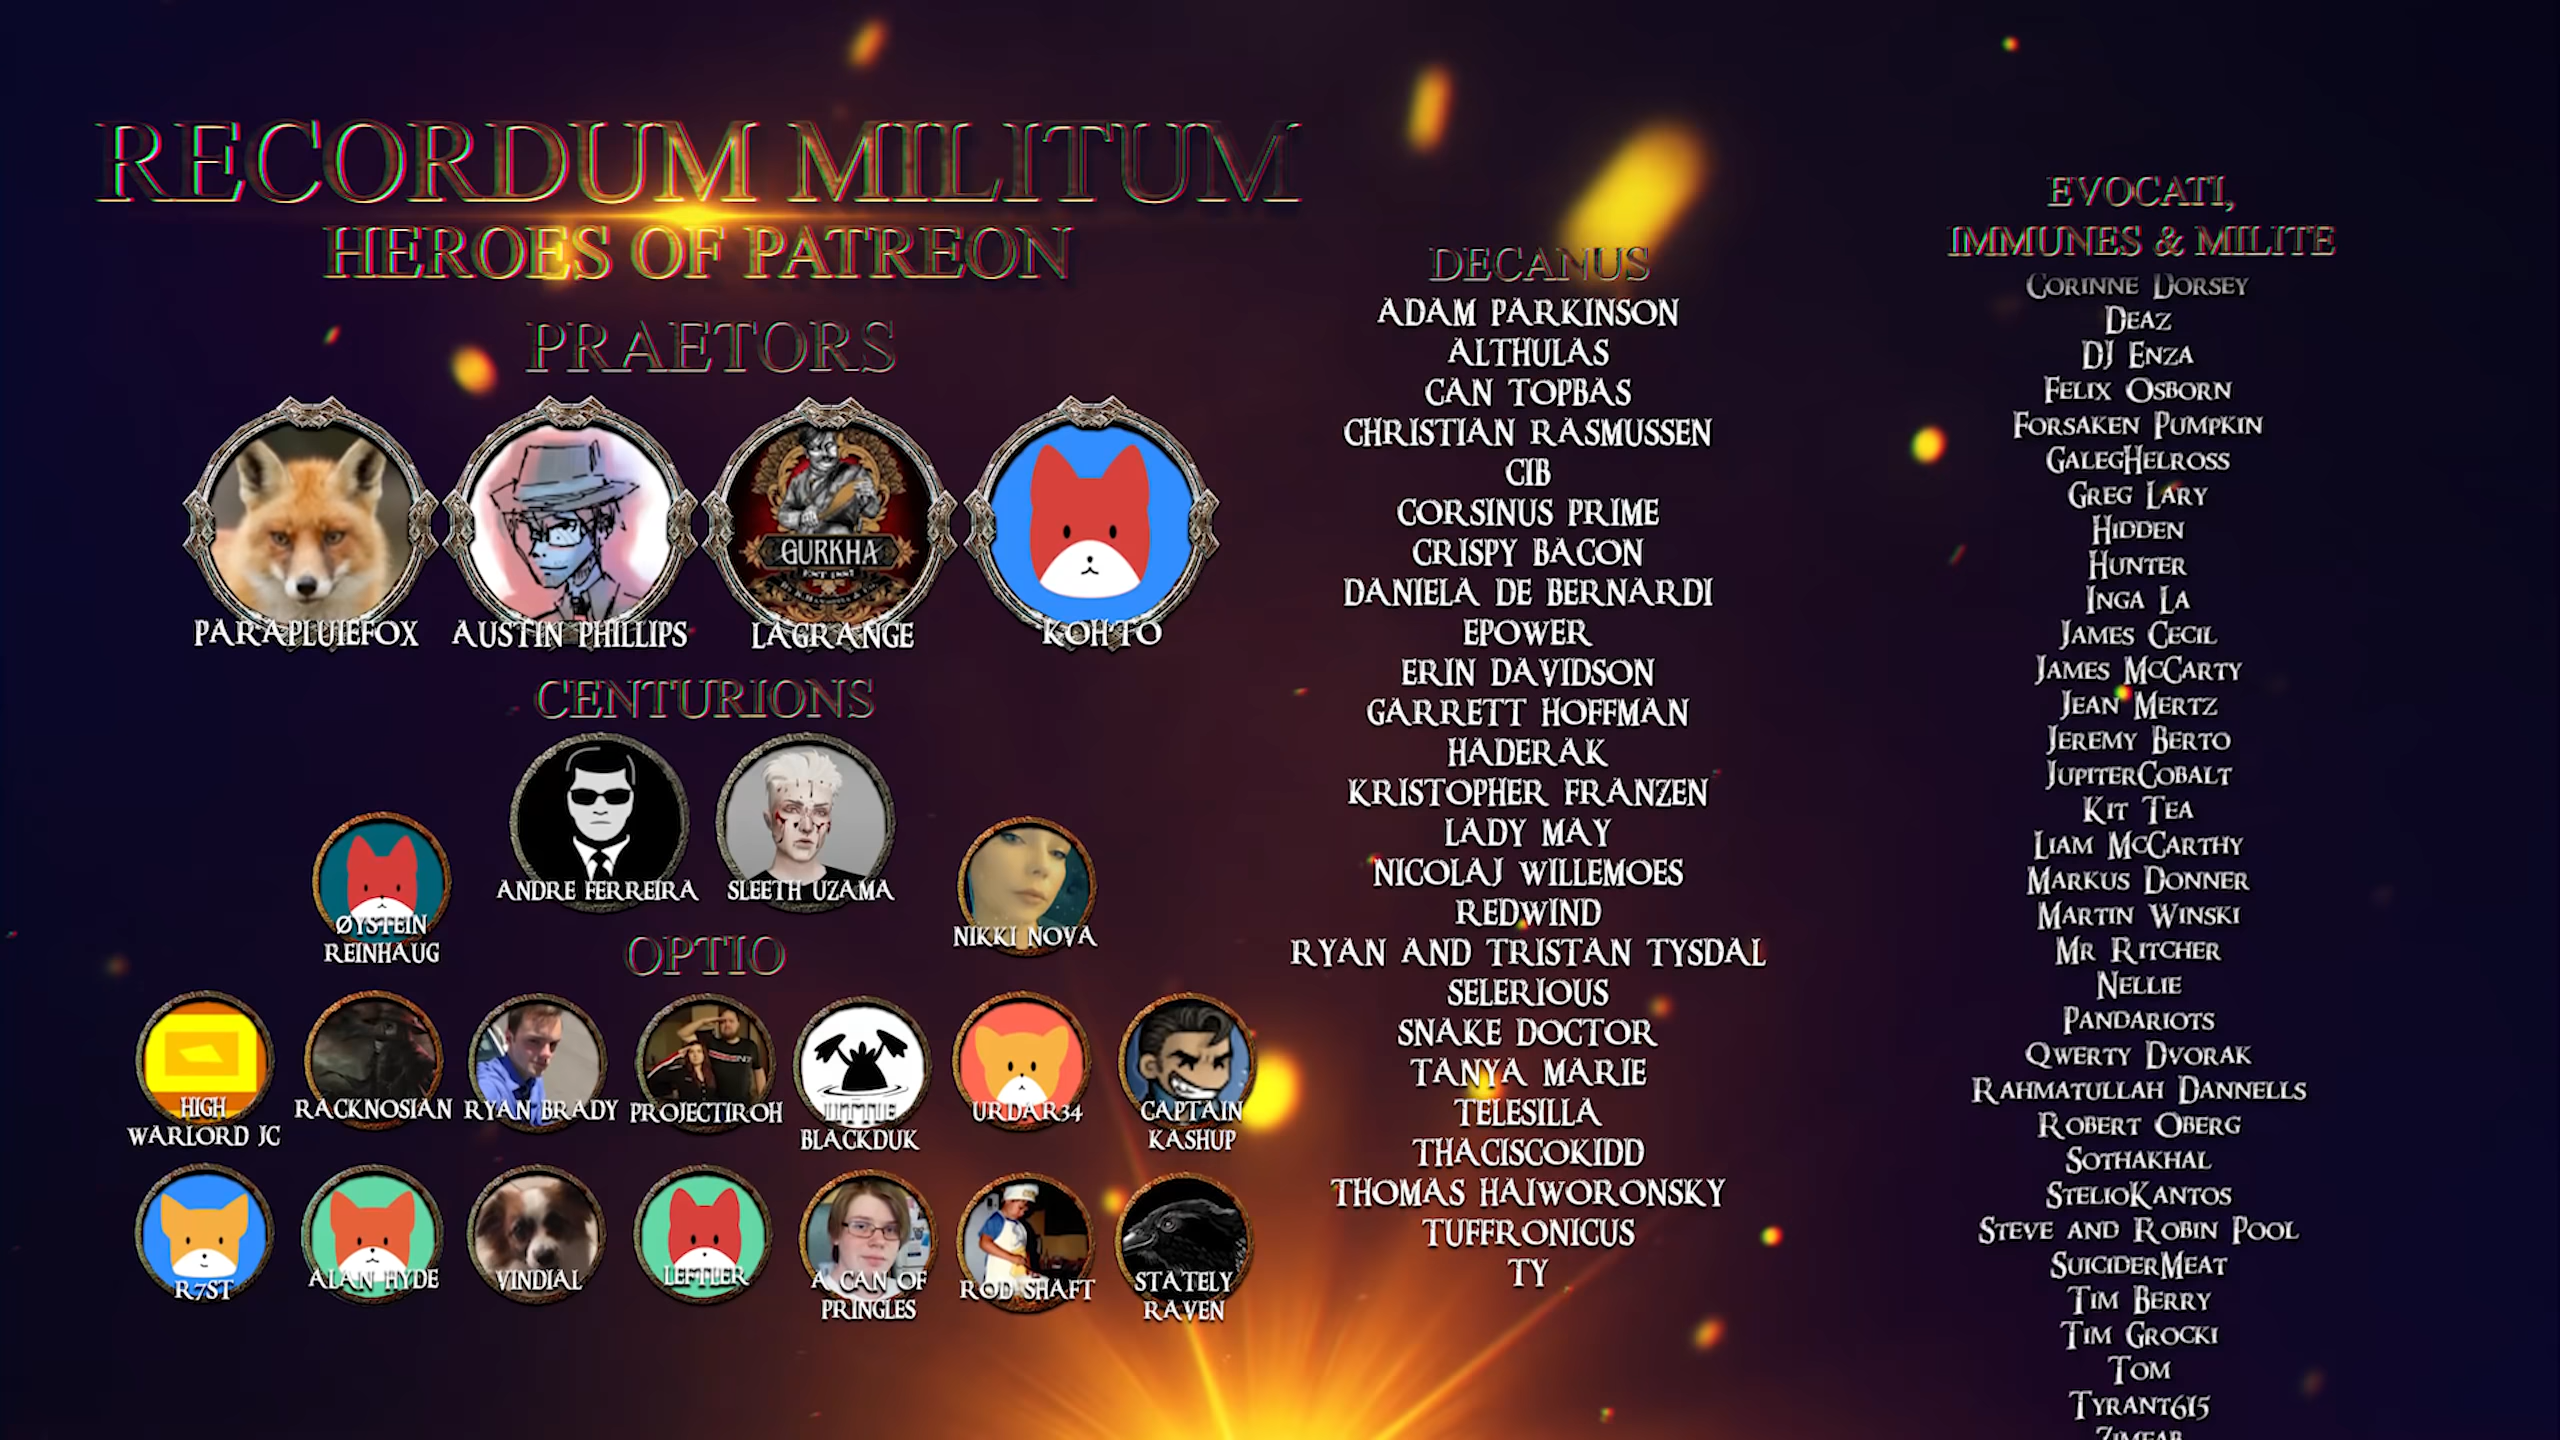 RECORDUM MILITUM
HEROES OF PATREON
PRAETORS
GURKHA
PARAPLUIEFOX
AUSTIN PHILLIPS
LAGRANGE
KOH'TO
CENTURIONS
ANDRE FERREIRA
SLEETH UZAMA
ØYSTEIN
REINHAUG
NIKKI NOVA
OPTIO
HIGH
WARLORD JC
RACKNOSIAN
RYAN BRADY
PROJECTIROH
LITTLE
BLACKDUK
URDAR34
CAPTAIN
KASHUP
R7ST
ALAN HYDE
VINDIAL
LEFTLER
A CAN OF
PRINGLES
ROD SHAFT
STATELY
RAVEN
DECANUS
ADAM PARKINSON
ALTHULAS
CAN TOPBAS
CHRISTIAN RASMUSSEN
CIB
CORSINUS PRIME
CRISPY BACON
DANIELA DE BERNARDI
EPOWER
ERIN DAVIDSON
GARRETT HOFFMAN
HADERAK
KRISTOPHER FRANZEN
LADY MAY
NICOLAJ WILLEMOES
REDWIND
RYAN AND TRISTAN TYSDAL
SELERIOUS
SNAKE DOCTOR
TANYA MARIE
TELESILLA
THACISCOKIDD
THOMAS HAIWORONSKY
TUFFRONICUS
TY
EVOCATI,
IMMUNES & MILITE
Corinne Dorsey
Deaz
DJ Enza
Felix Osborn
Forsaken Pumpkin
GalegHelross
Greg Lary
Hidden
Hunter
Inga La
James Cecil
James McCarty
Jean Mertz
Jeremy Berto
JupiterCobalt
Kit Tea
Liam McCarthy
Markus Donner
Martin Winski
Mr Ritcher
Nellie
Pandariots
Qwerty Dvorak
Rahmatullah Dannells
Robert Oberg
Sothakhal
StelioKantos
Steve and Robin Pool
SuiciderMeat
Tim Berry
Tim Grocki
Tom
Tyrant615